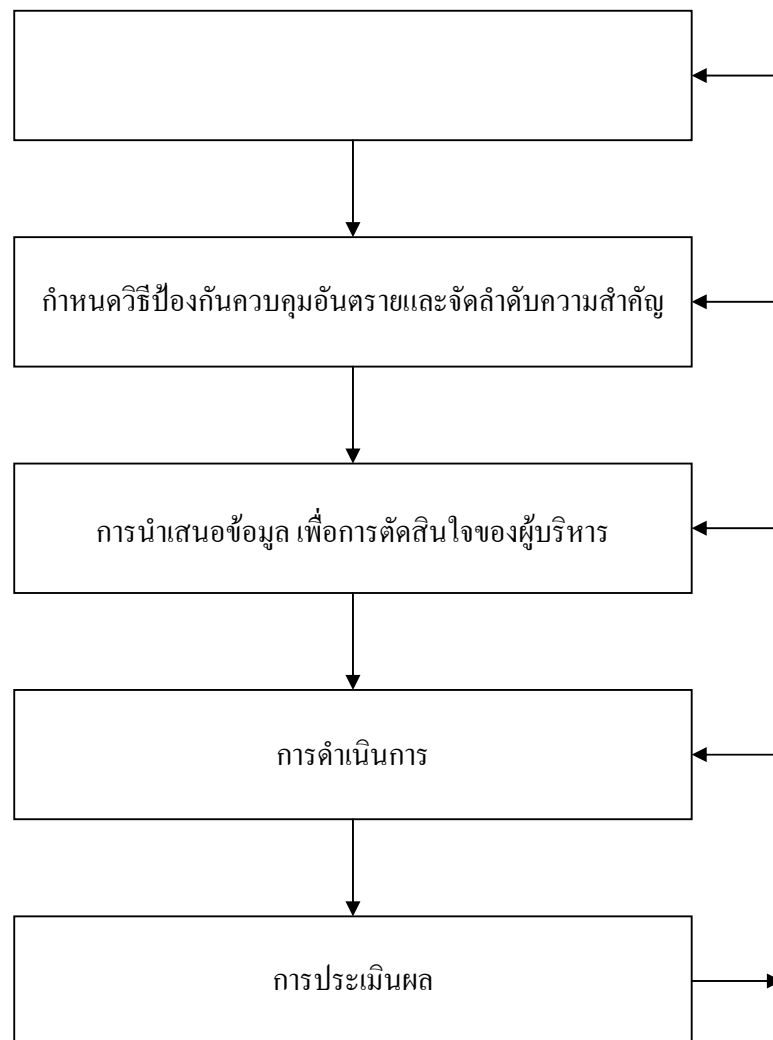 กำหนดวิธีป้องกันควบคุมอันตรายและจัดลำดับความสำคัญ
การนำเสนอข้อมูล เพื่อการตัดสินใจของผู้บริหาร
การดำเนินการ
การประเมินผล